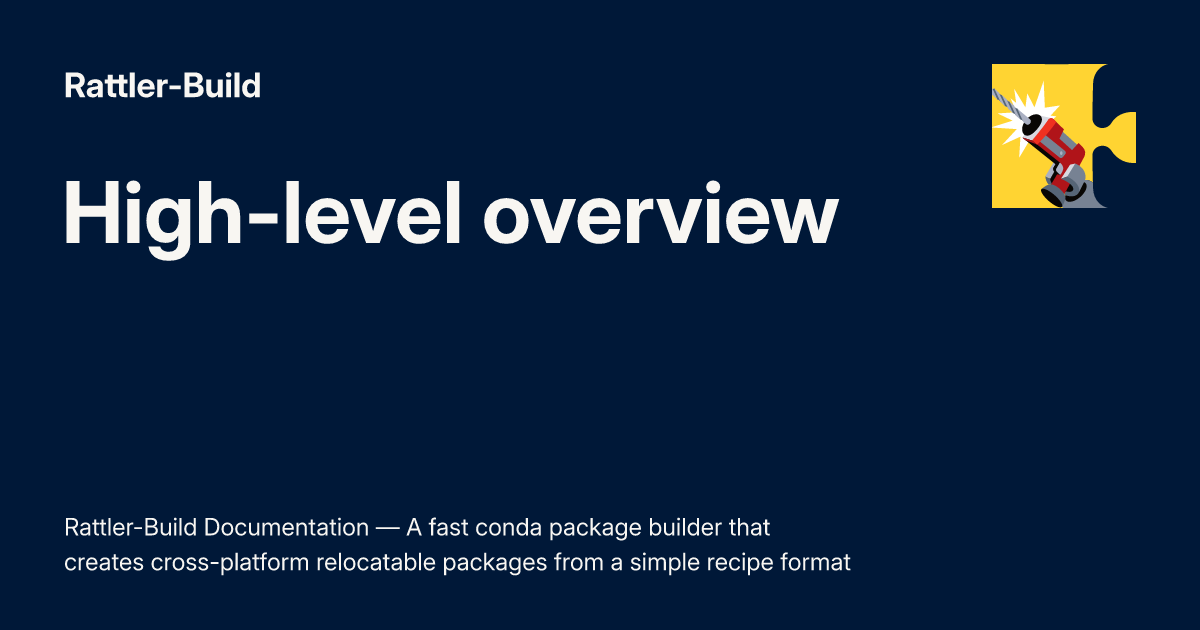 Rattler-Build
High-level overview
Rattler-Build Documentation — A fast conda package builder that
creates cross-platform relocatable packages from a simple recipe format